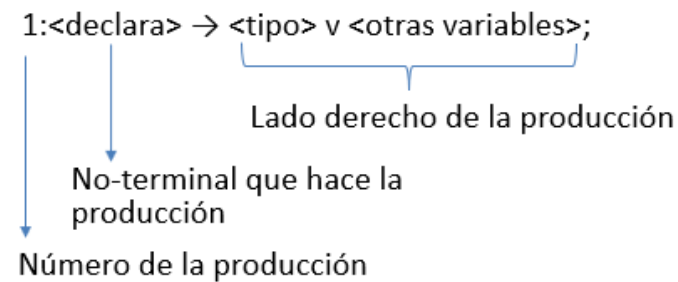 1:<declara> → <tipo> v <otras variables>;
Lado derecho de la producción
No-terminal que hace la
producción
Número de la producción